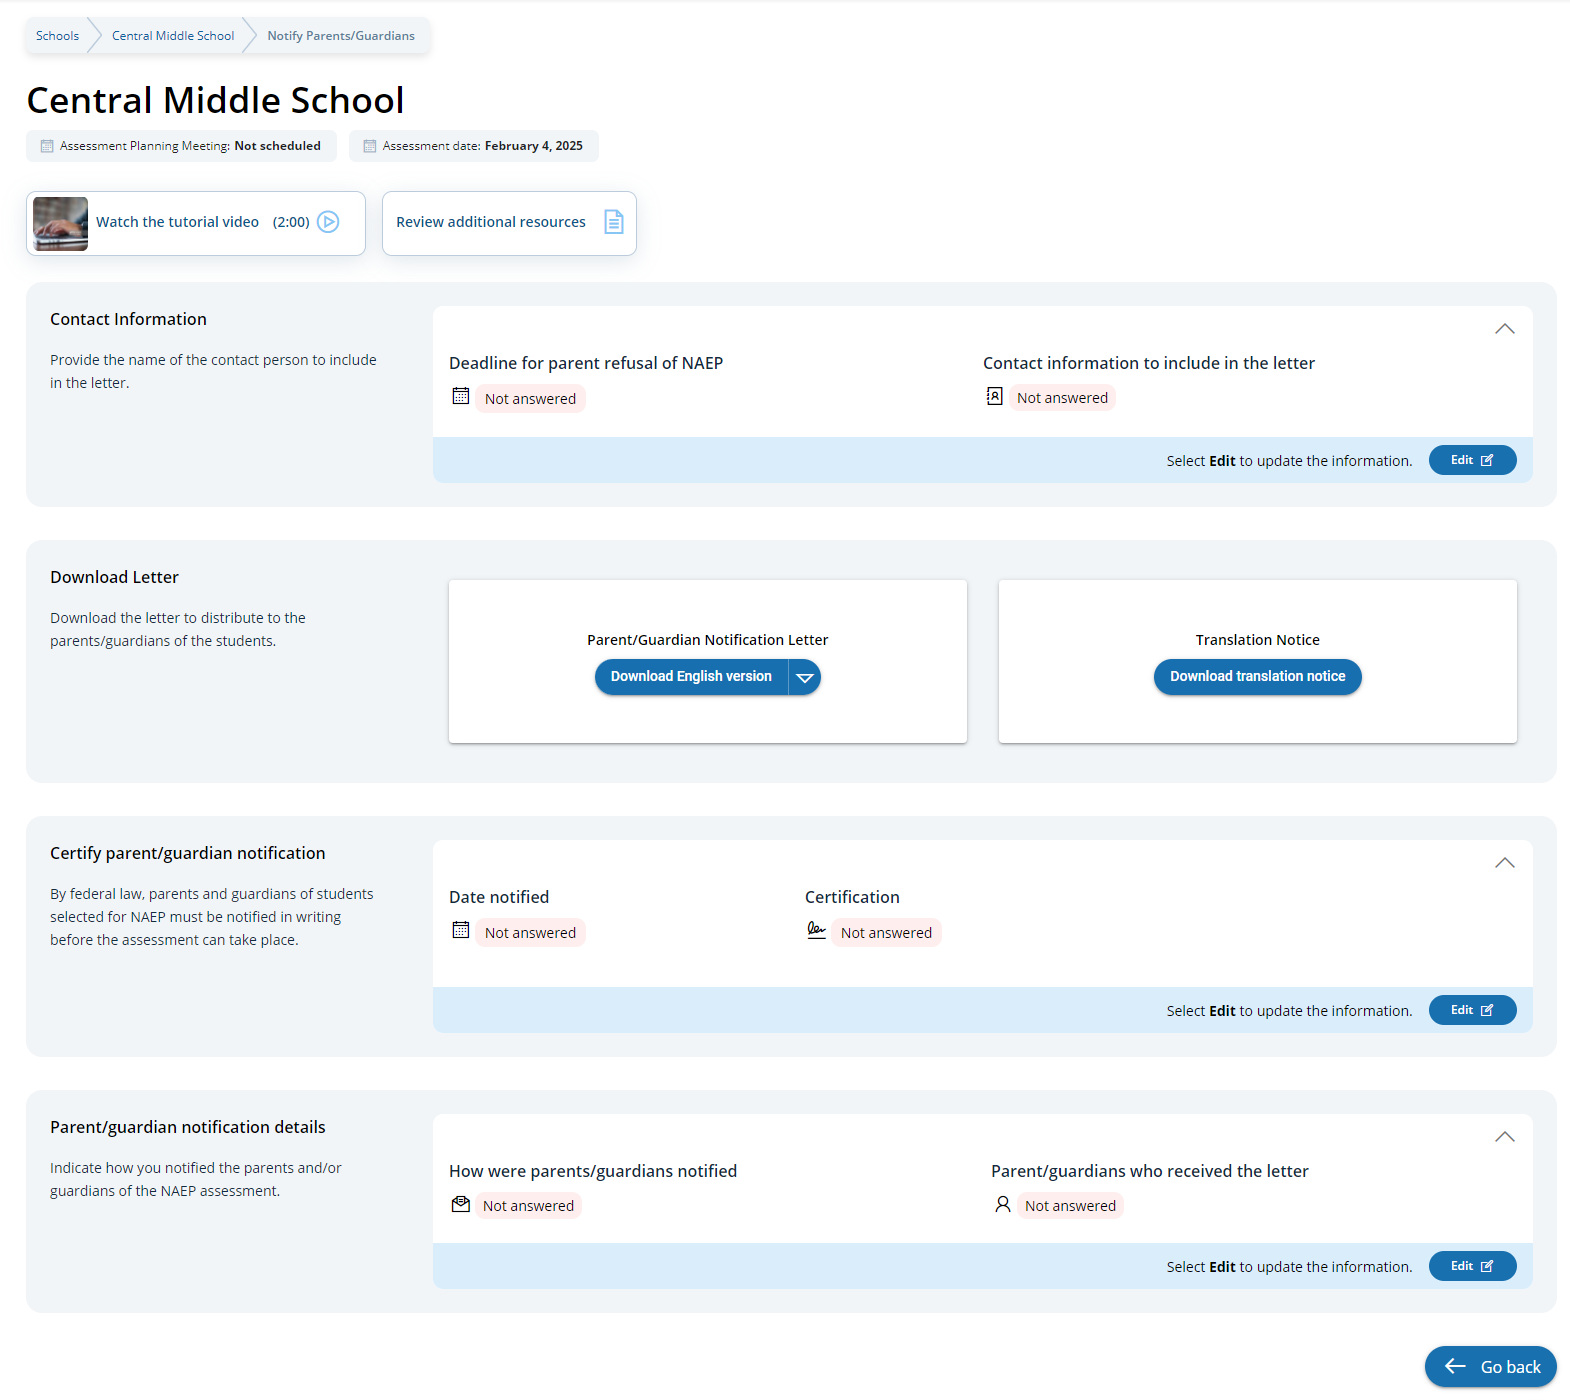 Schools
Central Middle School
Notify Parents/Guardians
Central Middle School
Assessment Planning Meeting: Not scheduled
Assessment date: February 4, 2025
Watch the tutorial video (2:00)
Review additional resources
Contact Information
Provide the name of the contact person to include
in the letter.
Deadline for parent refusal of NAEP
Not answered
Contact information to include in the letter
Not answered
Select Edit to update the information.
Edit
Download Letter
Download the letter to distribute to the
parents/guardians of the students.
Parent/Guardian Notification Letter
Download English version
Translation Notice
Download translation notice
Certify parent/guardian notification
By federal law, parents and guardians of students
selected for NAEP must be notified in writing
before the assessment can take place.
Date notified
Not answered
Certification
Not answered
Select Edit to update the information.
Edit
Parent/guardian notification details
Indicate how you notified the parents and/or
guardians of the NAEP assessment.
How were parents/guardians notified
Not answered
Parent/guardians who received the letter
Not answered
Select Edit to update the information.
Edit
Go back